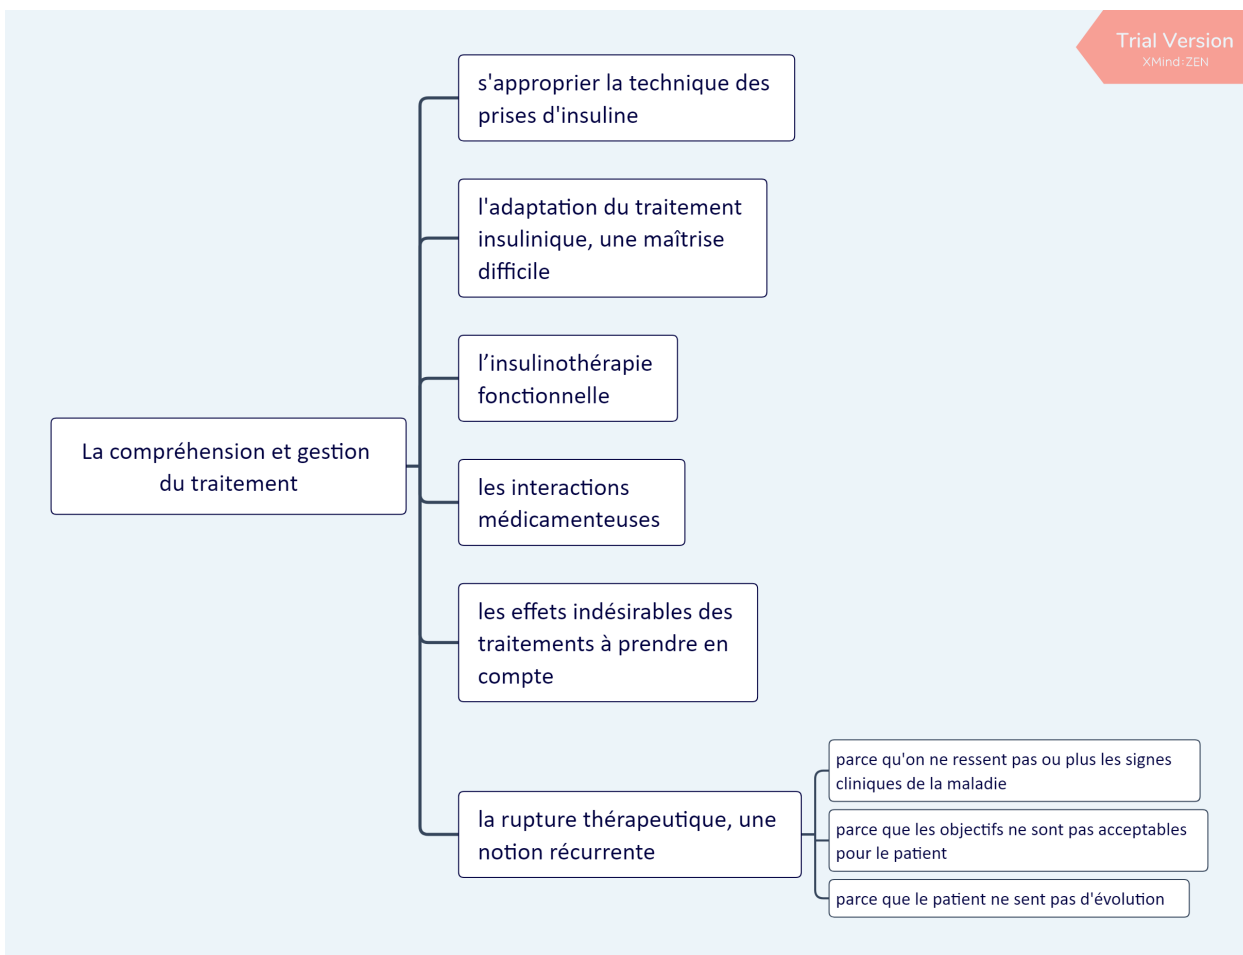 Trial Version
XMind:ZEN
s'approprier la technique des
prises d'insuline
l'adaptation du traitement
insulinique, une maîtrise
difficile
l’insulinothérapie
fonctionnelle
La compréhension et gestion
du traitement
les interactions
médicamenteuses
les effets indésirables des
traitements à prendre en
compte
la rupture thérapeutique, une
notion récurrente
parce qu'on ne ressent pas ou plus les signes
cliniques de la maladie
parce que les objectifs ne sont pas acceptables
pour le patient
parce que le patient ne sent pas d'évolution